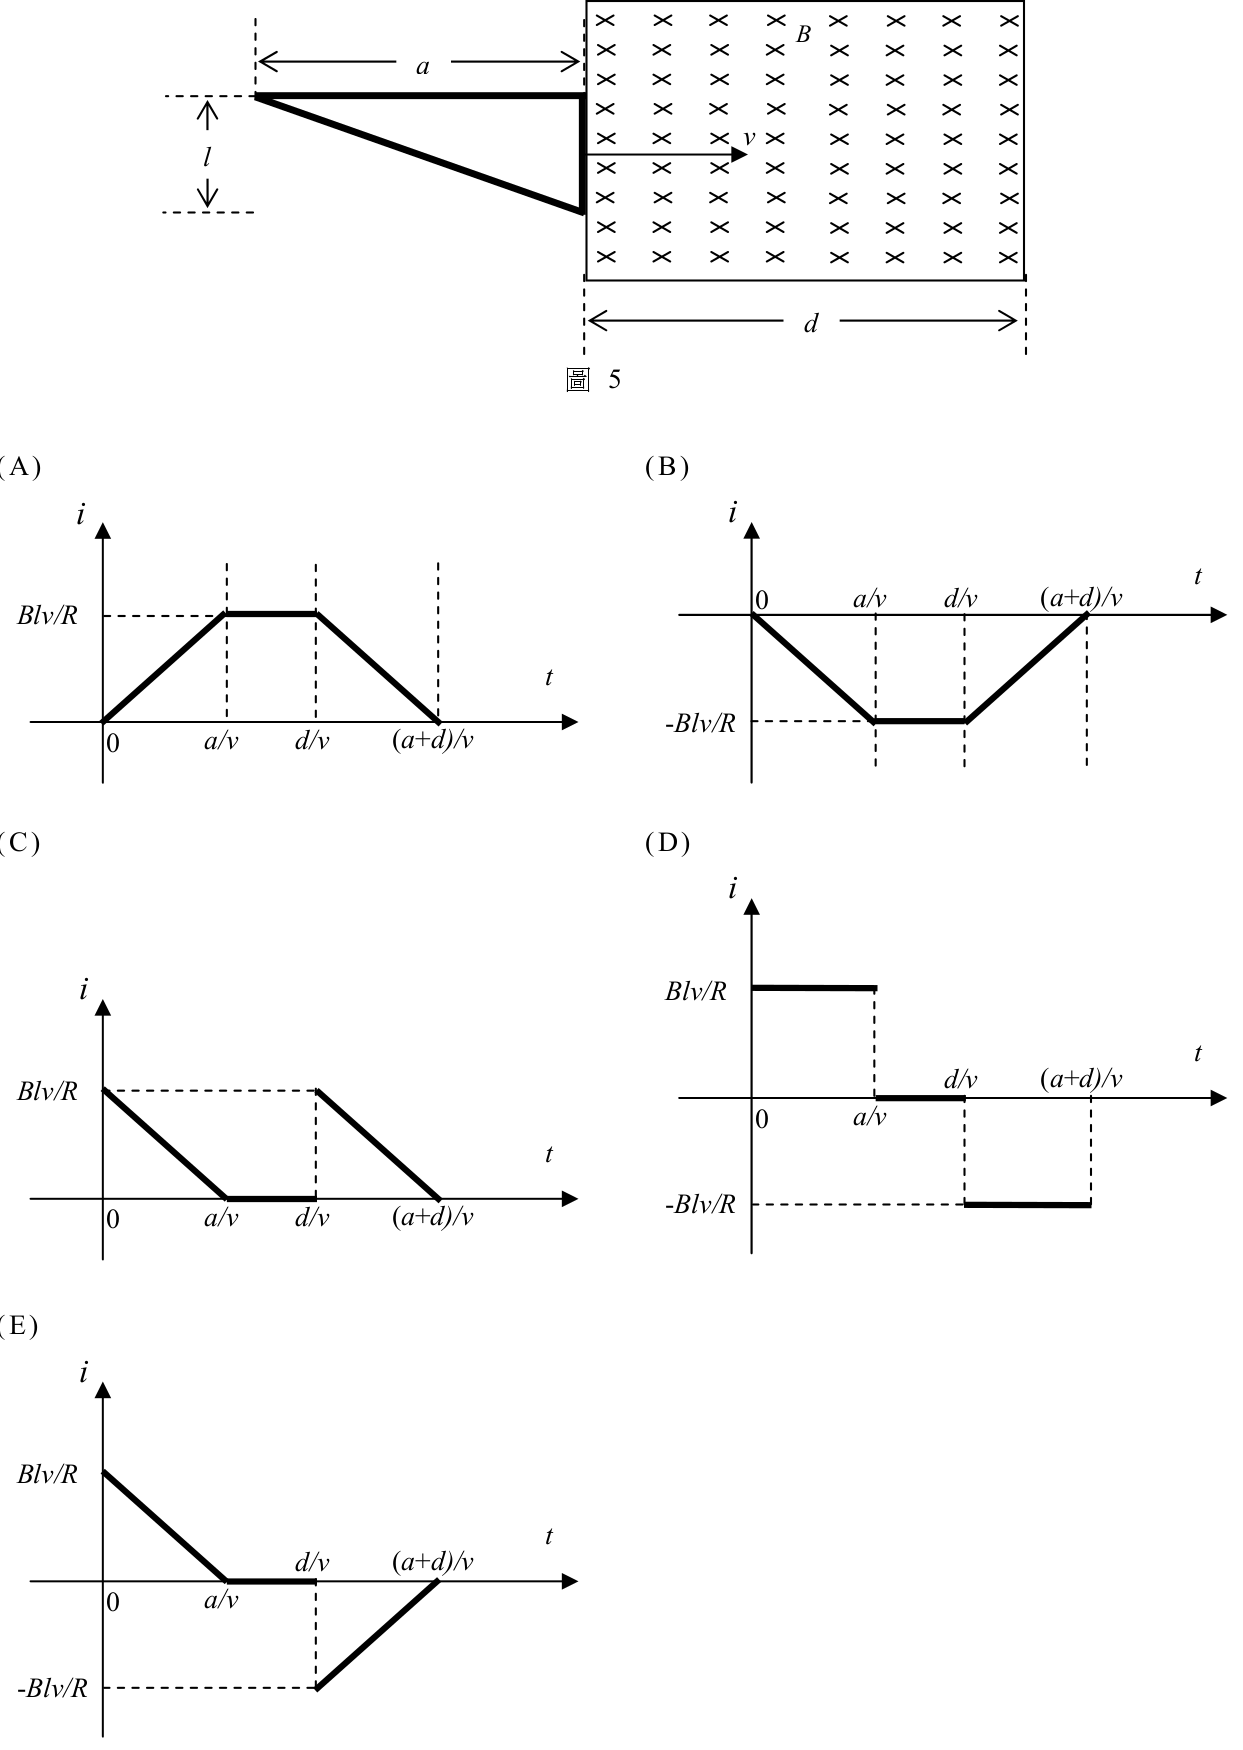 B
a
v
l
d
圖 5
(A) (B)
i
Blv/R
t
0 a/v d/v (a+d)/v
i
t
0 a/v d/v (a+d)/v
-Blv/R
(C) (D)
i
Blv/R
t
0 a/v d/v (a+d)/v
i
Blv/R
t
d/v (a+d)/v
0 a/v
-Blv/R
(E)
i
Blv/R
t
d/v (a+d)/v
0 a/v
-Blv/R